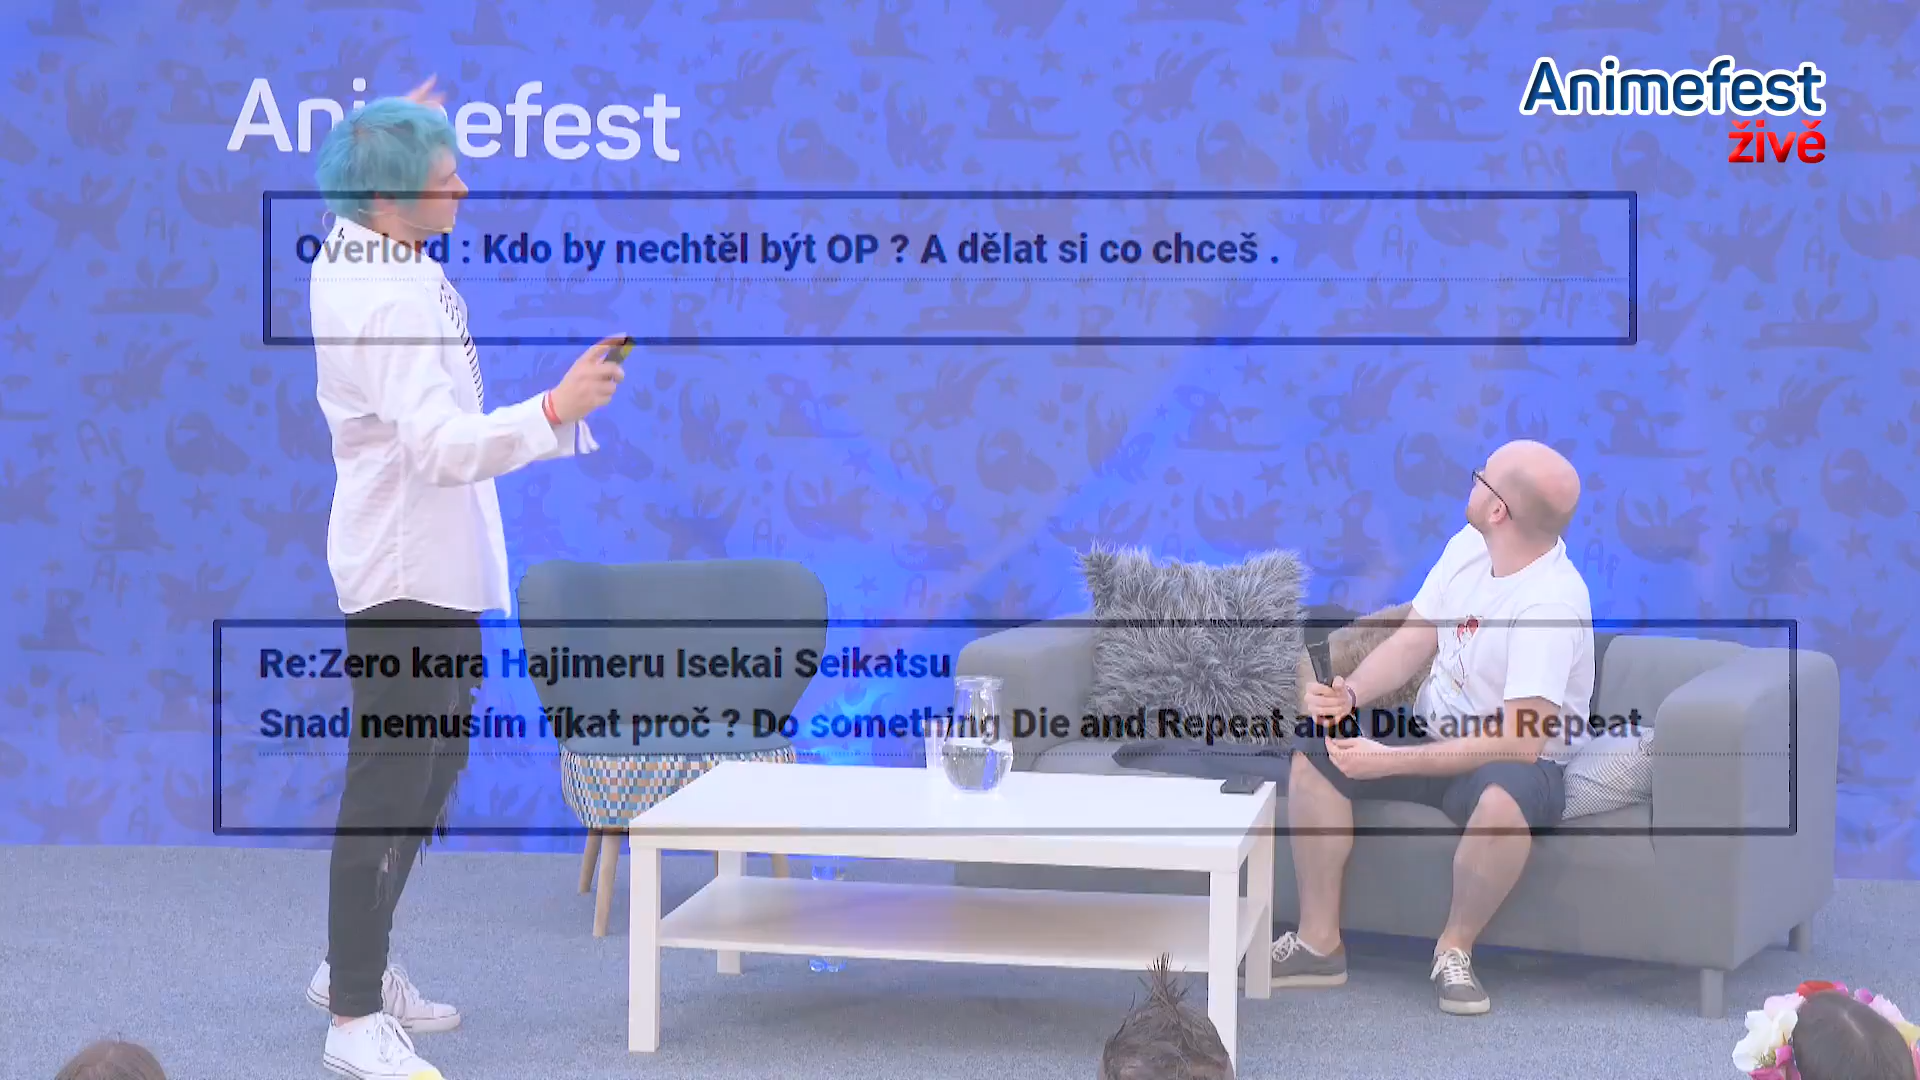 Animefest
Animefest
živě
Overlord : Kdo by nechtěl být OP ? A dělat si co chceš .
Re:Zero kara Hajimeru Isekai Seikatsu
Snad nemusím říkat proč ? Do something Die and Repeat and Die and Repeat